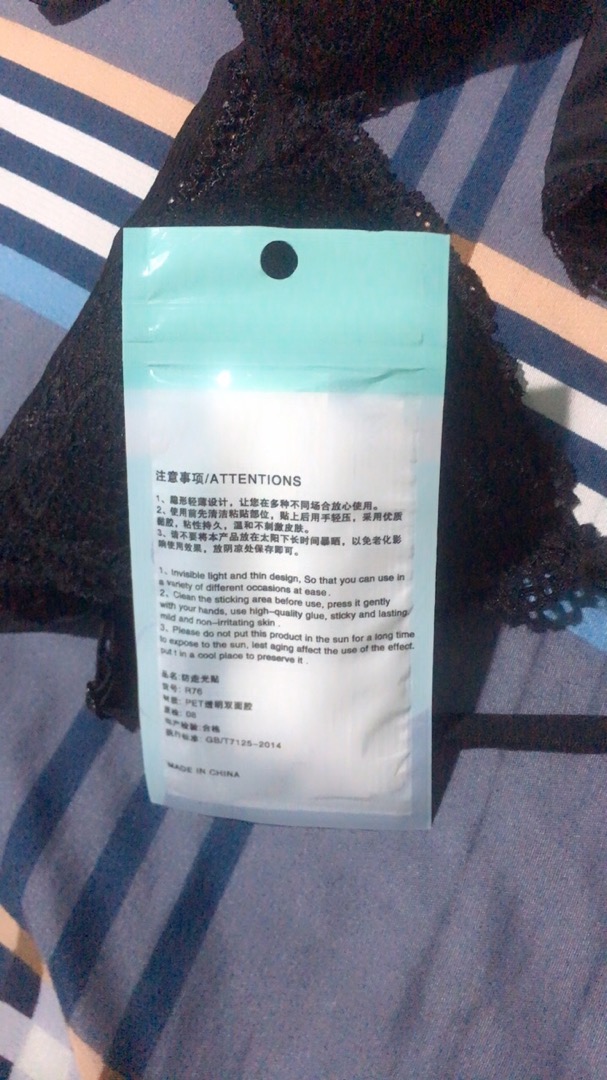 注意事项/ATTENTIONS
1、隐形轻薄设计，让您在多种不同场合放心使用。
2、使用前先清洁粘贴部位，贴上后用手轻压，采用优质
面胶，粘性持久，温和不刺激皮肤。
3、请不要将本产品放在太阳下长时间暴晒，以免老化影
响使用效果，放阴凉处保存即可。
1、Invisible light and thin design, So that you can use in
a variety of different occasions at ease.
2、Clean the sticking area before use, press it gently
with your hands, use high-quality glue, sticky and lasting,
mild and non-irritating skin.
3、Please do not put this product in the sun for a long time
to expose to the sun, lest aging affect the use of the effect.
put t in a cool place to preserve it.
品名: 防走光贴
货号: R76
材质: PET透明双面胶
质检: 08
生产检验: 合格
执行标准: GB/T7125-2014
MADE IN CHINA